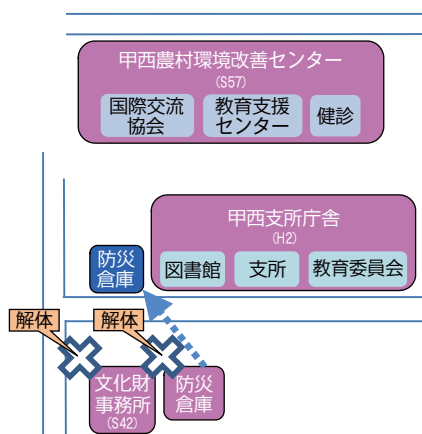 甲西農村環境改善センター
(S57)
国際交流
協会
教育支援
センター
健診
甲西支所庁舎
(H2)
防災
倉庫
図書館
支所
教育委員会
解体
解体
文化財
事務所
(S42)
防災
倉庫